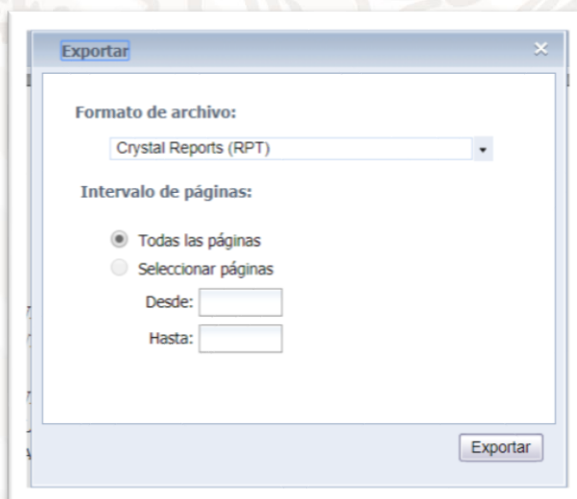 Exportar
Formato de archivo:
Crystal Reports (RPT)
Intervalo de páginas:
Todas las páginas
Seleccionar páginas
Desde:
Hasta:
Exportar